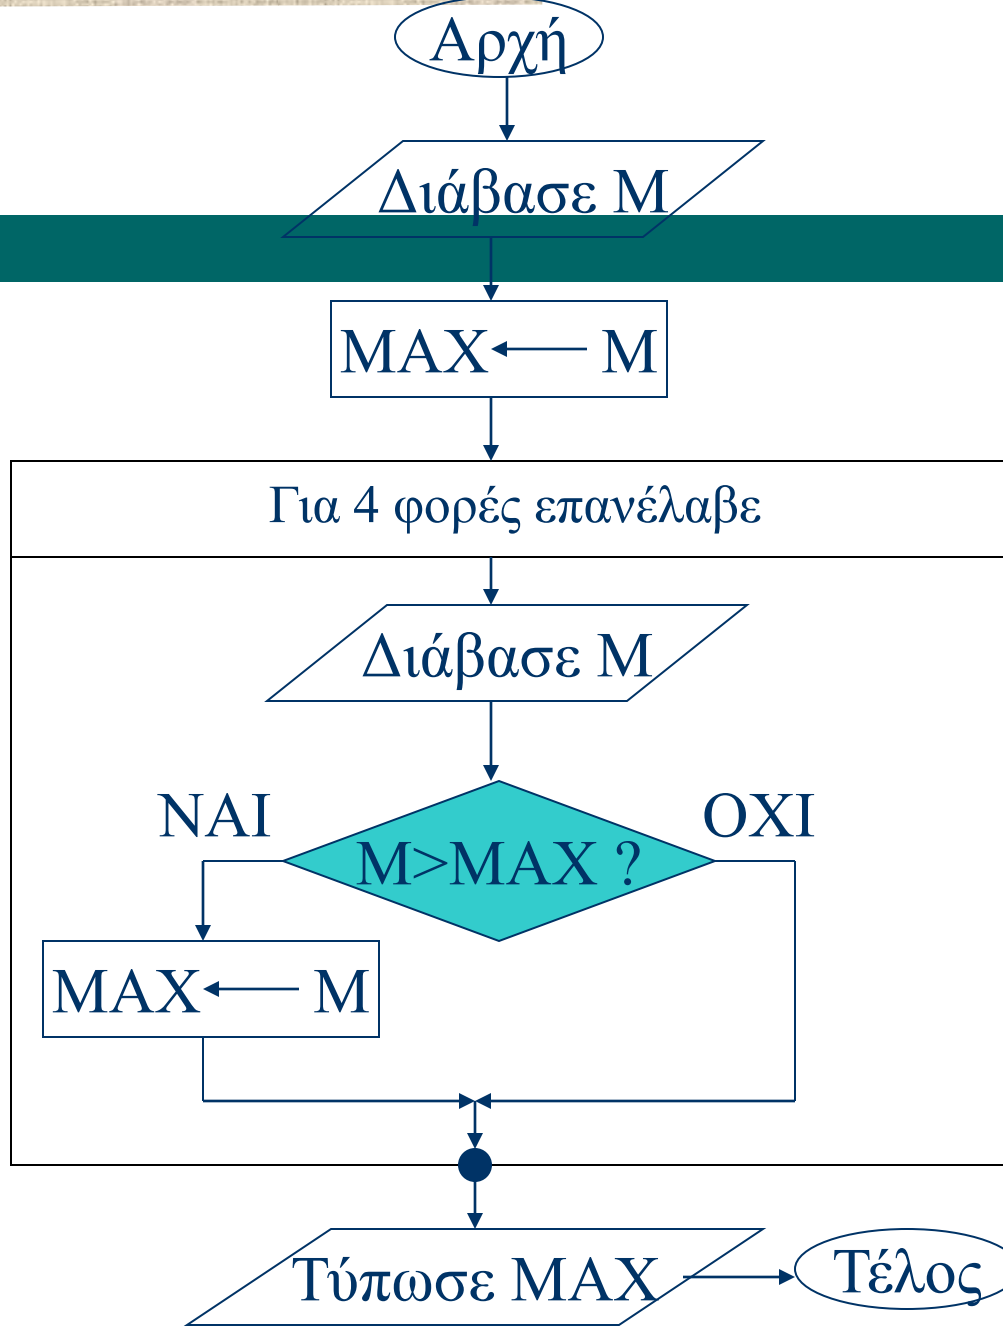 Αρχή
Διάβασε Μ
ΜΑΧ ← Μ
Για 4 φορές επανέλαβε
Διάβασε Μ
ΝΑΙ
ΟΧΙ
Μ>ΜΑΧ ?
ΜΑΧ ← Μ
Τύπωσε ΜΑΧ
Τέλος